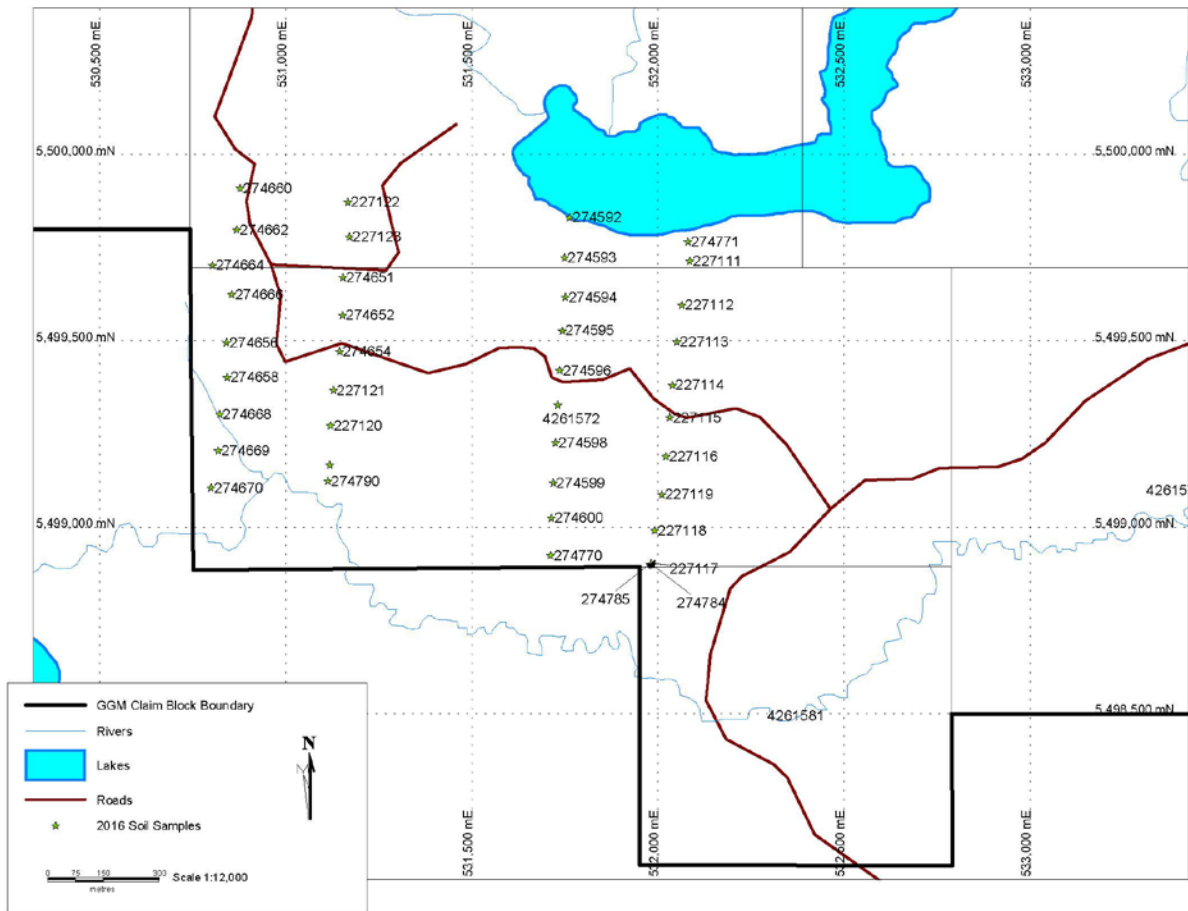 530,500 mE.
531,000 mE.
531,500 mE.
532,000 mE.
532,500 mE.
533,000 mE.
5,500,000 mN
5,500,000 mN.
274660
227122
274592
274662
227123
274771
274593
227111
274664
274651
274666
274594
227112
274652
274595
5,499,500 mN
227113
5,499,500 mN.
274656
274654
274596
274658
227121
227114
274668
4261572
227115
227120
274598
274669
227116
274790
274599
274670
227119
42615
5,499,000 mN
274600
227118
5,499,000 mN.
274770
227117
274785
274784
4261581
5,498,500 mN.
GGM Claim Block Boundary
Rivers
Lakes
Roads
2016 Soil Samples
N
0 75 150 300
metres
Scale 1:12,000
531,500 mE.
532,000 mE.
532,500 mE.
533,000 mE.